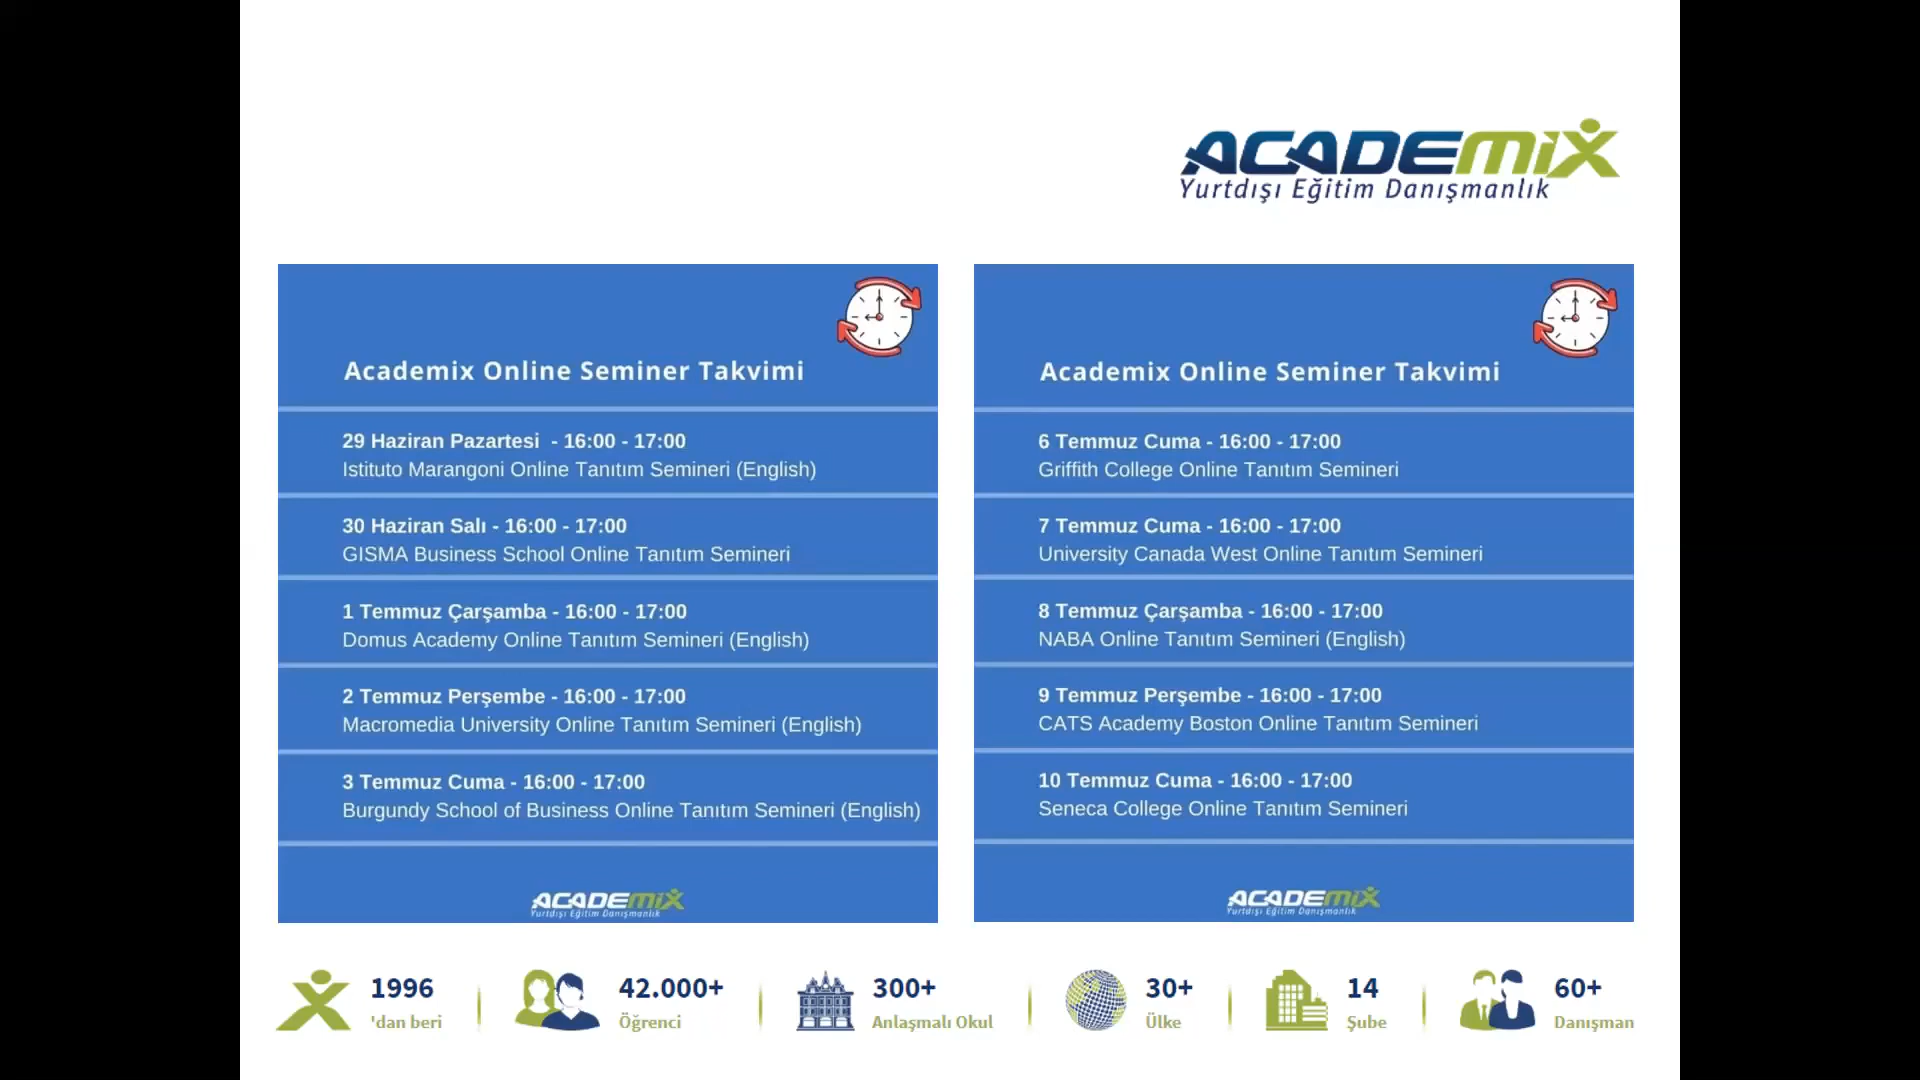 ACADEMiX
Yurtdışı Eğitim Danışmanlık
Academix Online Seminer Takvimi
29 Haziran Pazartesi - 16:00 - 17:00
Istituto Marangoni Online Tanıtım Semineri (English)
30 Haziran Salı - 16:00 - 17:00
GISMA Business School Online Tanıtım Semineri
1 Temmuz Çarşamba - 16:00 - 17:00
Domus Academy Online Tanıtım Semineri (English)
2 Temmuz Perşembe - 16:00 - 17:00
Macromedia University Online Tanıtım Semineri (English)
3 Temmuz Cuma - 16:00 - 17:00
Burgundy School of Business Online Tanıtım Semineri (English)
ACADEMiX
Yurtdışı Eğitim Danışmanlık
Academix Online Seminer Takvimi
6 Temmuz Cuma - 16:00 - 17:00
Griffith College Online Tanıtım Semineri
7 Temmuz Cuma - 16:00 - 17:00
University Canada West Online Tanıtım Semineri
8 Temmuz Çarşamba - 16:00 - 17:00
NABA Online Tanıtım Semineri (English)
9 Temmuz Perşembe - 16:00 - 17:00
CATS Academy Boston Online Tanıtım Semineri
10 Temmuz Cuma - 16:00 - 17:00
Seneca College Online Tanıtım Semineri
ACADEMiX
Yurtdışı Eğitim Danışmanlık
1996
'dan beri
42.000+
Öğrenci
300+
Anlaşmalı Okul
30+
Ülke
14
Şube
60+
Danışman